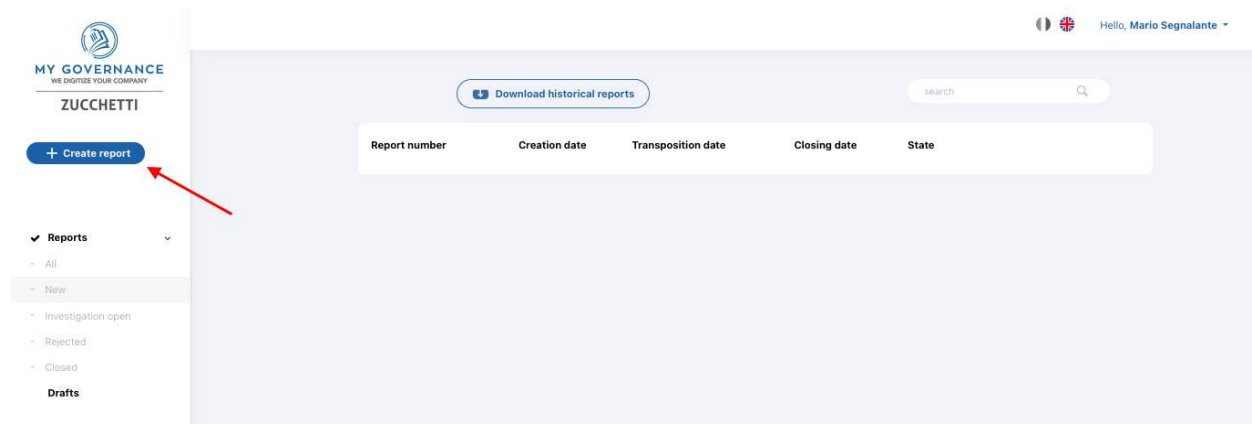 MY GOVERNANCE
WE DIGITIZE YOUR COMPANY
ZUCCHETTI
+ Create report
Reports
All
New
Investigation open
Rejected
Closed
Drafts
Hello, Mario Segnalante
Download historical reports
search
Report number Creation date Transposition date Closing date State